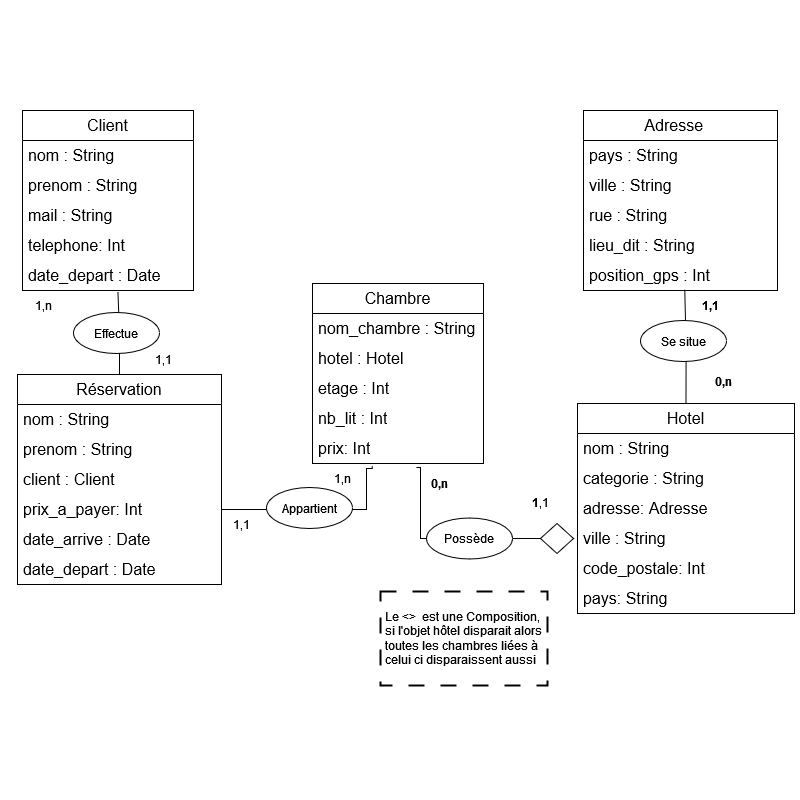 Client
nom : String
prenom : String
mail : String
telephone: Int
date_depart : Date
1,n
Effectue
1,1
Réservation
nom : String
prenom : String
client : Client
prix_a_payer: Int
date_arrive : Date
date_depart : Date
1,1
Appartient
1,n
Chambre
nom_chambre : String
hotel : Hotel
etage : Int
nb_lit : Int
prix: Int
0,n
Possède
1,1
Adresse
pays : String
ville : String
rue : String
lieu_dit : String
position_gps : Int
1,1
Se situe
0,n
Hotel
nom : String
categorie : String
adresse: Adresse
ville : String
code_postale: Int
pays: String
Le <> est une Composition,
si l'objet hôtel disparait alors
toutes les chambres liées à
celui ci disparaissent aussi